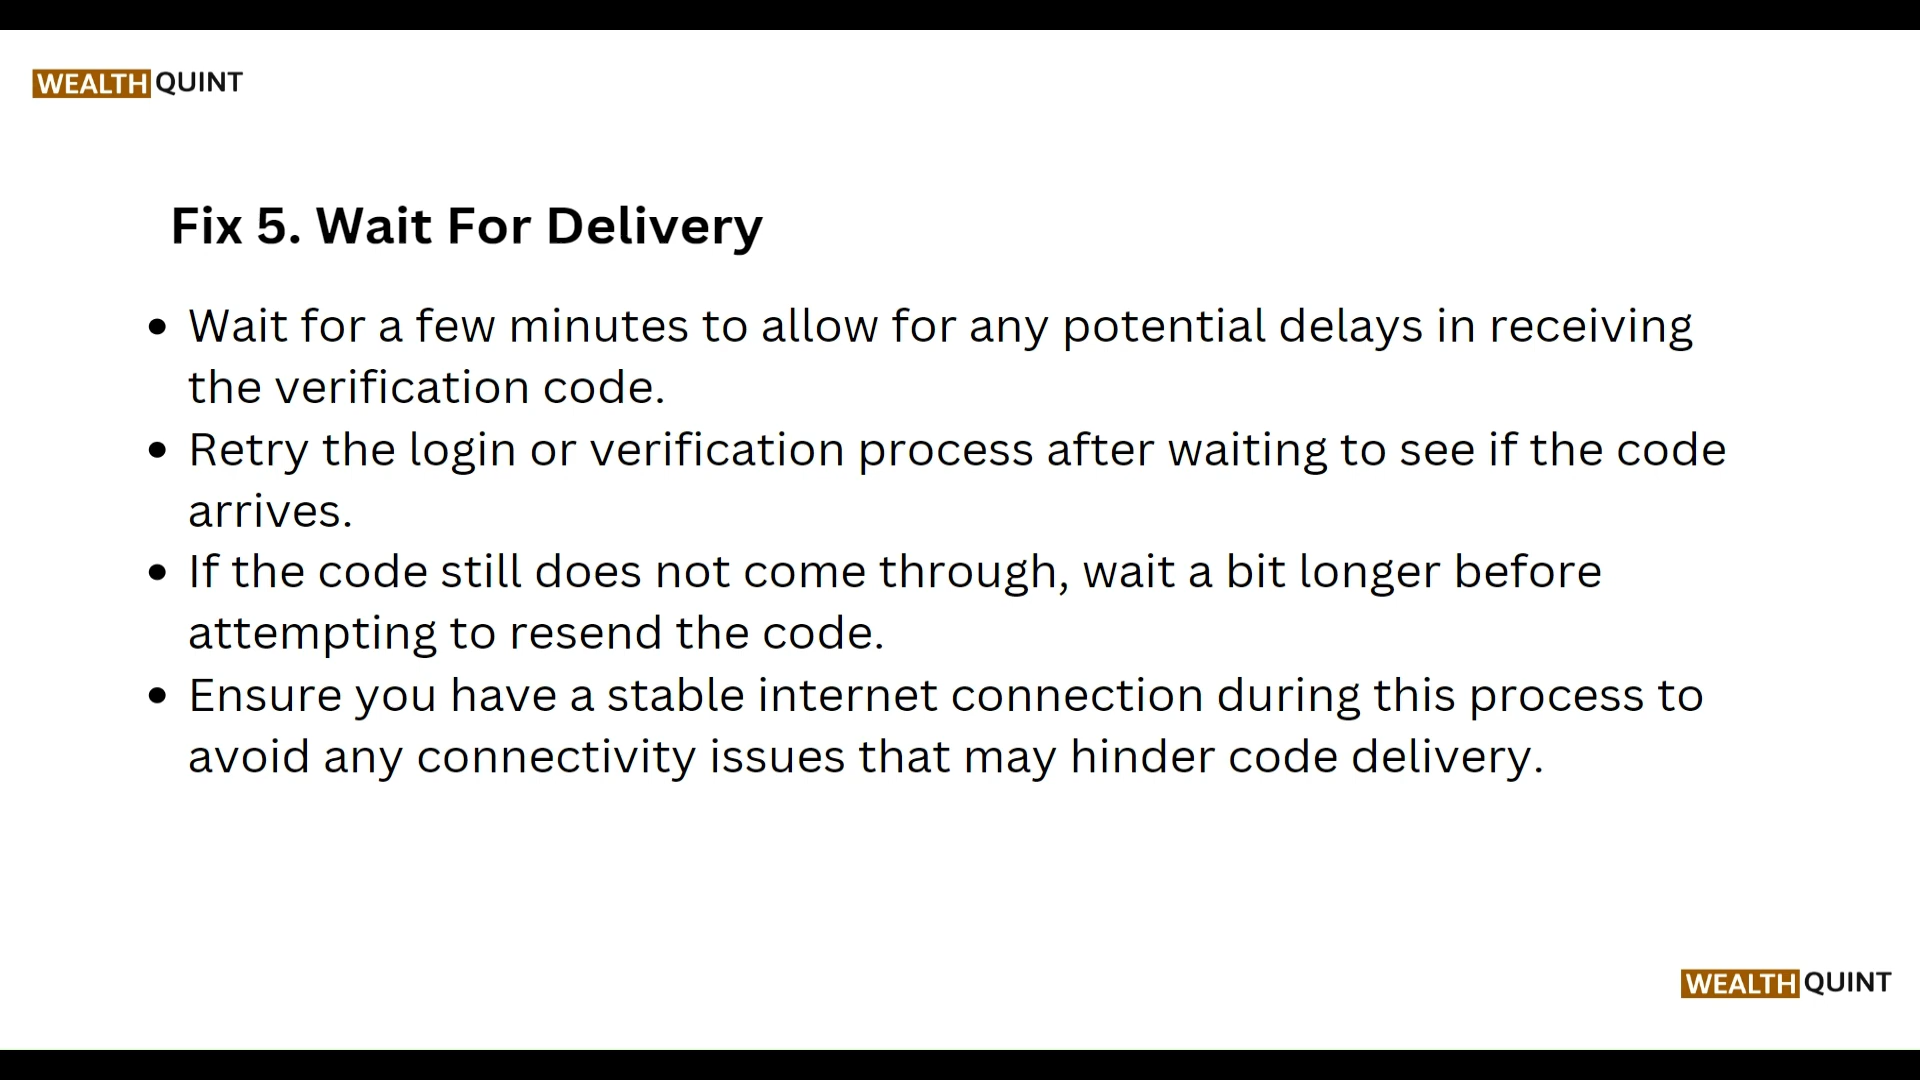 WEALTH QUINT
Fix 5. Wait For Delivery
• Wait for a few minutes to allow for any potential delays in receiving
the verification code.
• Retry the login or verification process after waiting to see if the code
arrives.
• If the code still does not come through, wait a bit longer before
attempting to resend the code.
• Ensure you have a stable internet connection during this process to
avoid any connectivity issues that may hinder code delivery.
WEALTH QUINT